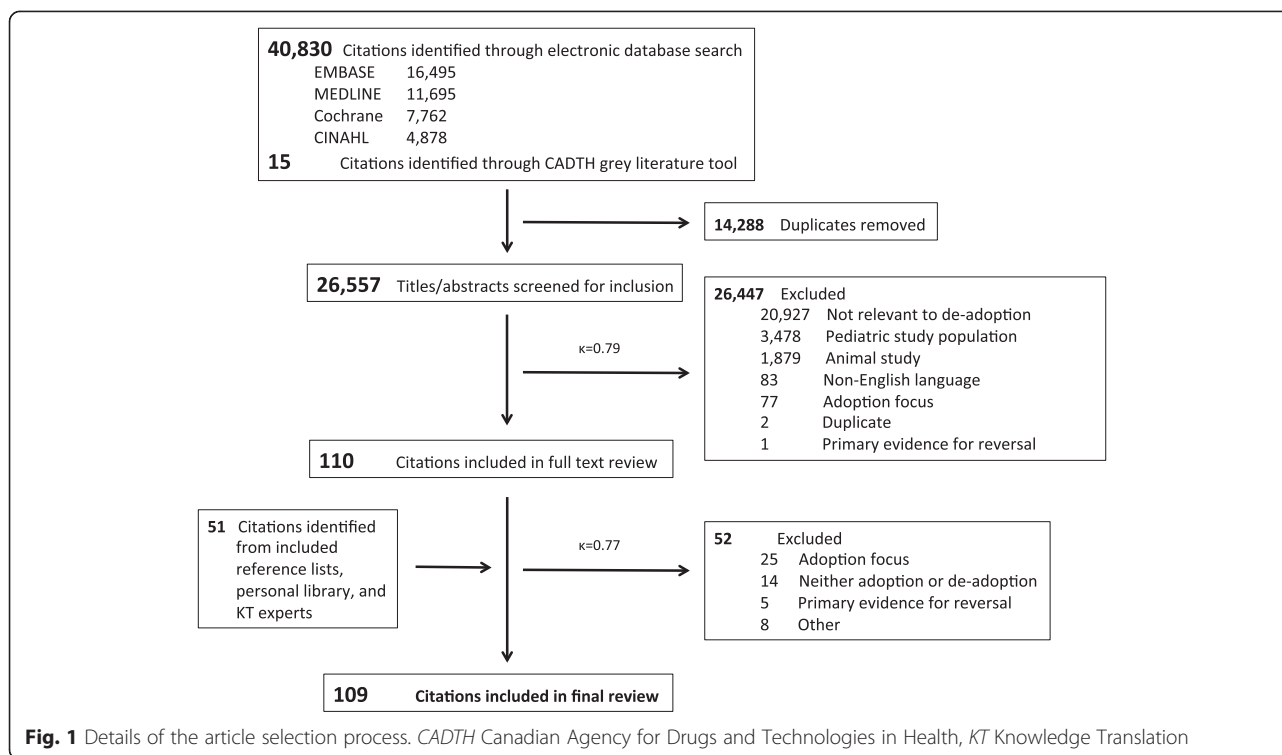 40,830 Citations identified through electronic database search
EMBASE 16,495
MEDLINE 11,695
Cochrane 7,762
CINAHL 4,878
15 Citations identified through CADTH grey literature tool
14,288 Duplicates removed
26,557 Titles/abstracts screened for inclusion
26,447 Excluded
20,927 Not relevant to de-adoption
3,478 Pediatric study population
1,879 Animal study
83 Non-English language
77 Adoption focus
2 Duplicate
1 Primary evidence for reversal
κ=0.79
110 Citations included in full text review
51 Citations identified
from included
reference lists,
personal library, and
KT experts
κ=0.77
52 Excluded
25 Adoption focus
14 Neither adoption or de-adoption
5 Primary evidence for reversal
8 Other
109 Citations included in final review
Fig. 1 Details of the article selection process. CADTH Canadian Agency for Drugs and Technologies in Health, KT Knowledge Translation